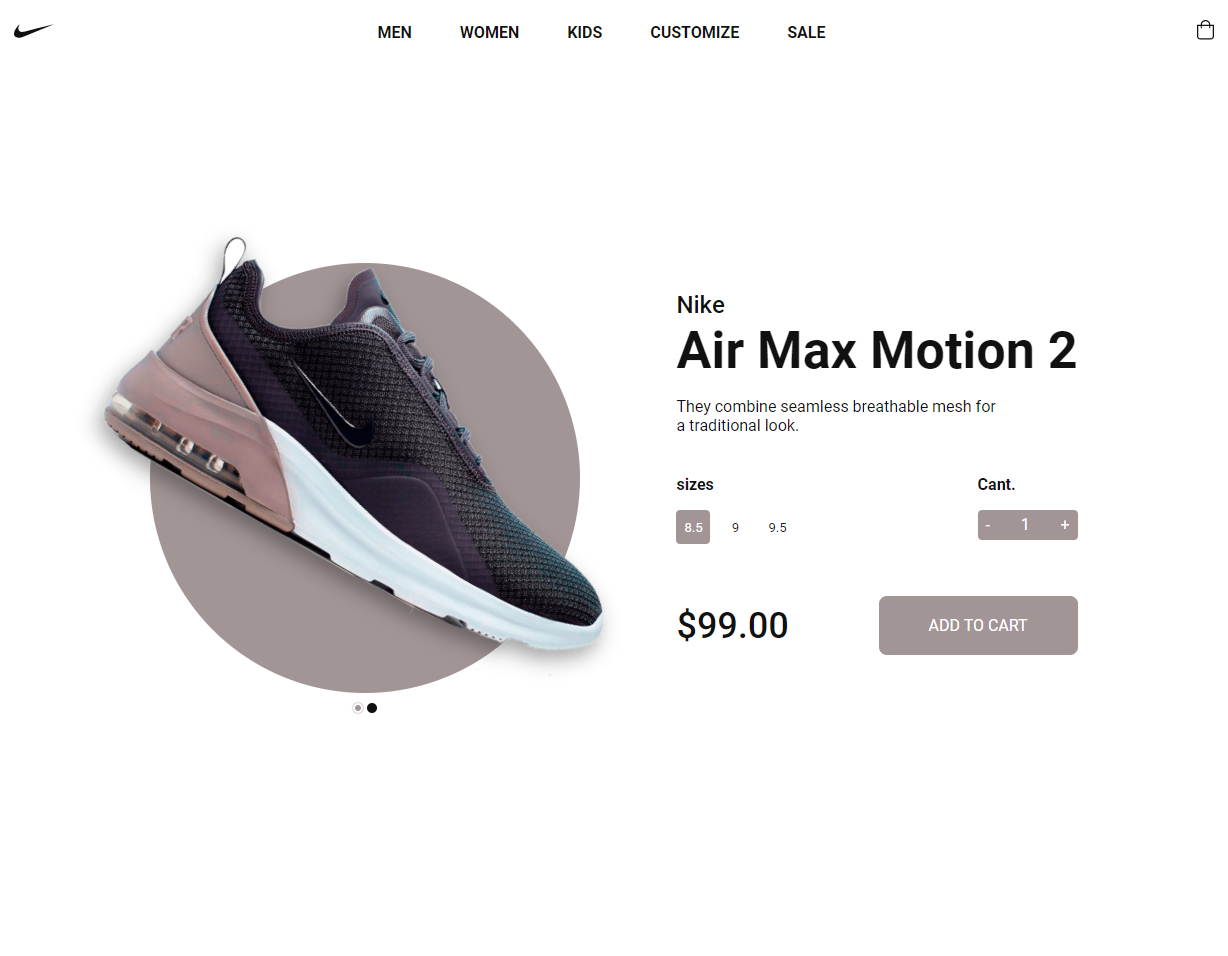 MEN WOMEN KIDS CUSTOMIZE SALE
Nike
Air Max Motion 2
They combine seamless breathable mesh for
a traditional look.
sizes
8.5 9 9.5
Cant.
- 1 +
$99.00
ADD TO CART